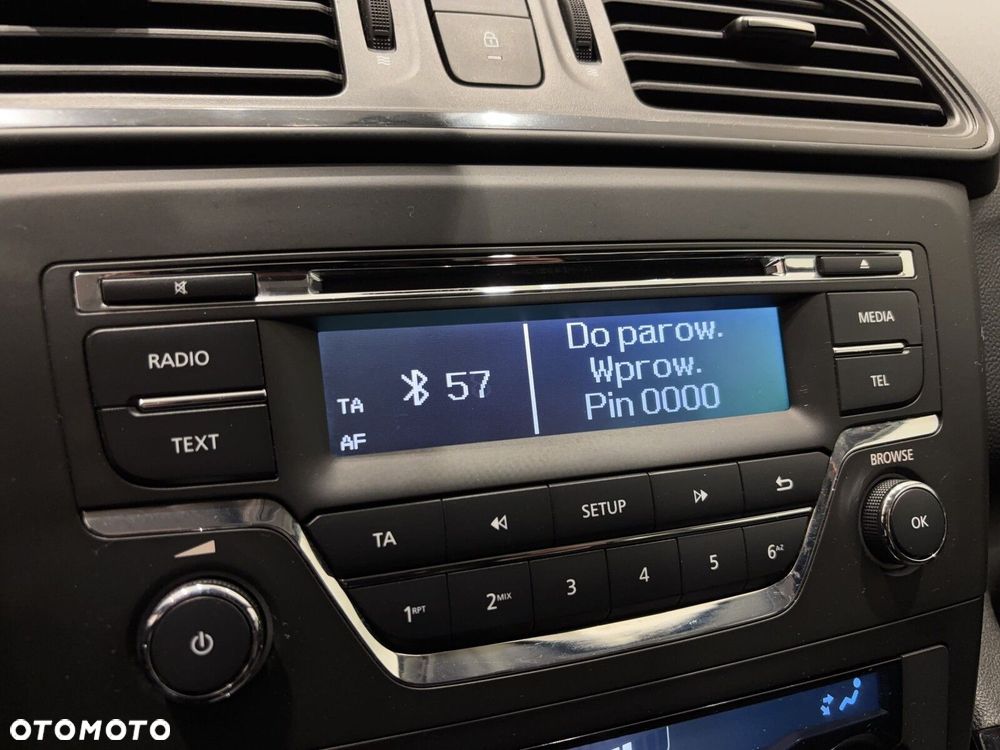 RADIO
TEXT
TA
AF
57
Do parow.
Wprow.
Pin 0000
MEDIA
TEL
BROWSE
OK
TA
SETUP
1RPT
2MIX
3
4
5
6AZ
OTOMOTO